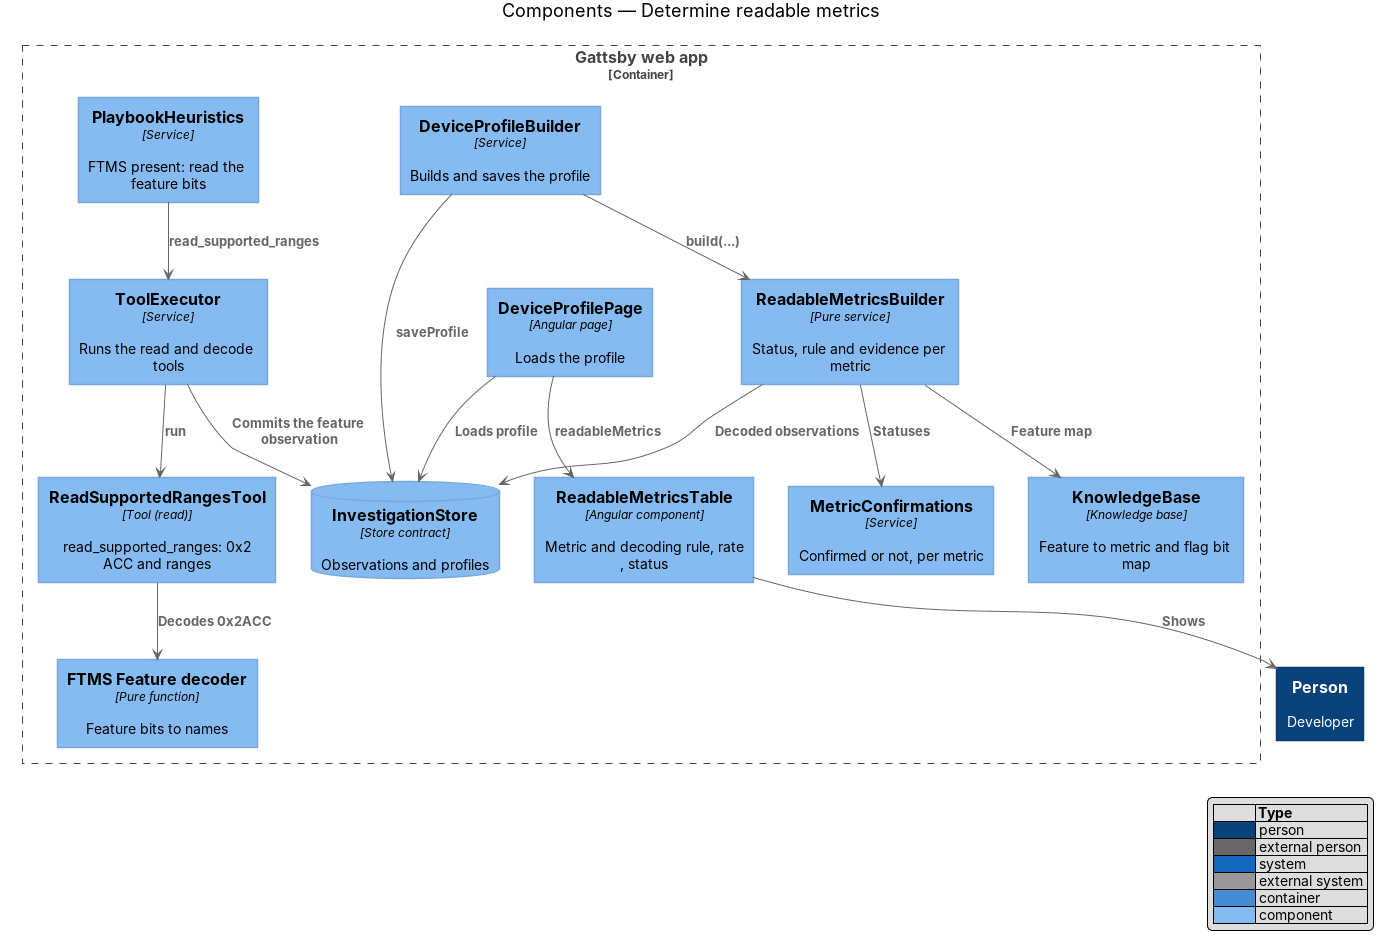 Components — Determine readable metrics
Gattsby web app
[Container]
PlaybookHeuristics
[Service]
FTMS present: read the
feature bits
DeviceProfileBuilder
[Service]
Builds and saves the profile
read_supported_ranges
build(...)
ToolExecutor
[Service]
Runs the read and decode
tools
saveProfile
DeviceProfilePage
[Angular page]
Loads the profile
ReadableMetricsBuilder
[Pure service]
Status, rule and evidence per
metric
run
Commits the feature
observation
Loads profile
readableMetrics
Decoded observations
Statuses
Feature map
ReadSupportedRangesTool
[Tool (read)]
read_supported_ranges: 0x2
ACC and ranges
InvestigationStore
[Store contract]
Observations and profiles
ReadableMetricsTable
[Angular component]
Metric and decoding rule, rate
, status
MetricConfirmations
[Service]
Confirmed or not, per metric
KnowledgeBase
[Knowledge base]
Feature to metric and flag bit
map
Decodes 0x2ACC
Shows
FTMS Feature decoder
[Pure function]
Feature bits to names
Person
Developer
Type
person
external person
system
external system
container
component